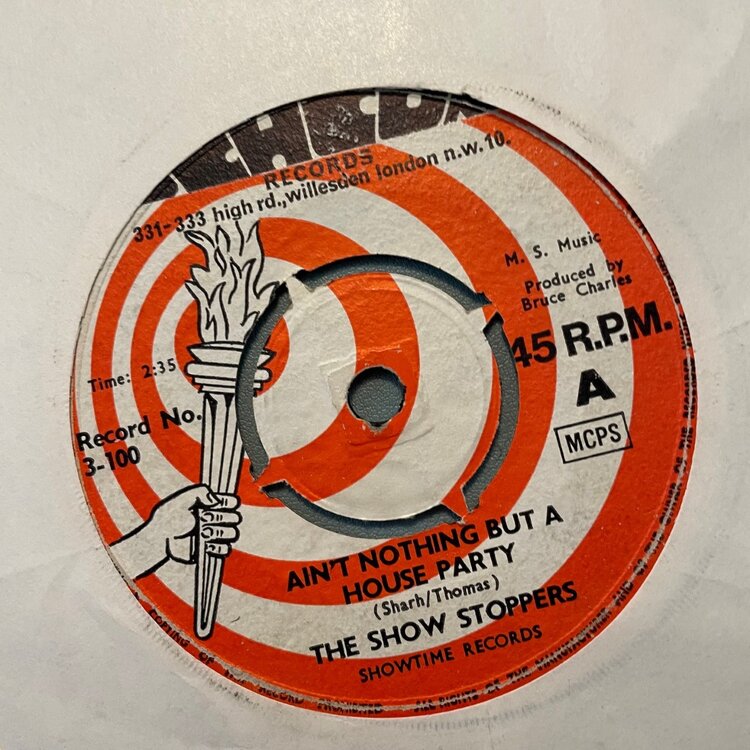 RECORDS
331-333 high rd.,willesden london n.w.10.
M. S. Music
Produced by
Bruce Charles
Time: 2:35
45 R.P.M.
A
MCPS
Record No.
3-100
AIN'T NOTHING BUT A
HOUSE PARTY
(Sharh/Thomas)
THE SHOW STOPPERS
SHOWTIME RECORDS